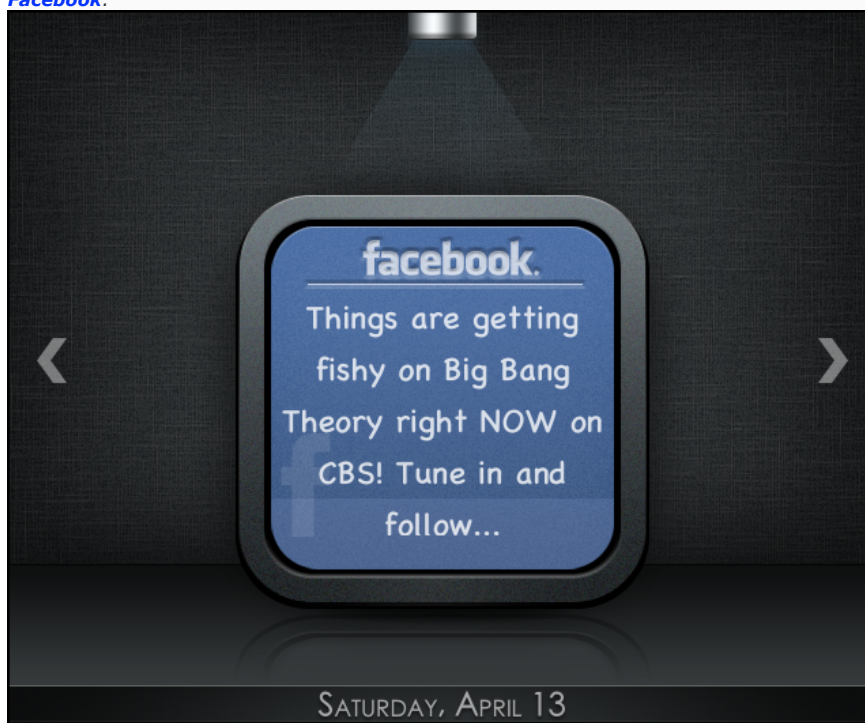 Facebook.
facebook.
Things are getting
fishy on Big Bang
Theory right NOW on
CBS! Tune in and
follow...
f
Saturday, April 13